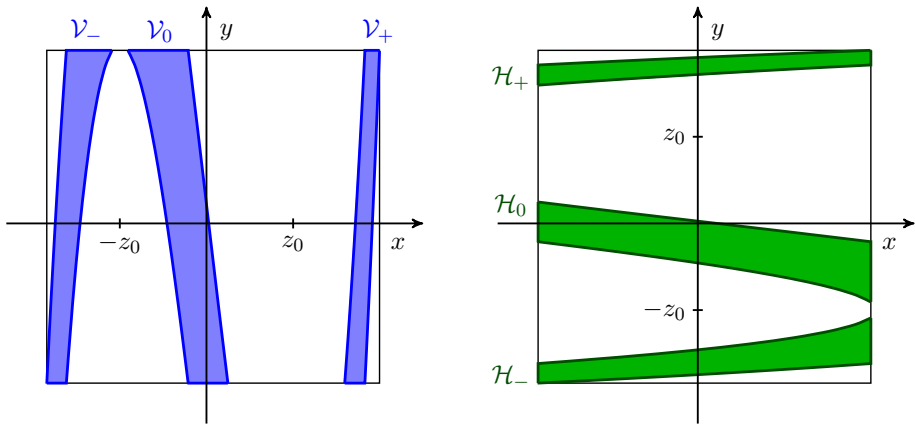 𝒱₋ 𝒱₀ y 𝒱₊
−z₀ z₀ x
y
ℋ₊
z₀
ℋ₀
x
−z₀
ℋ₋